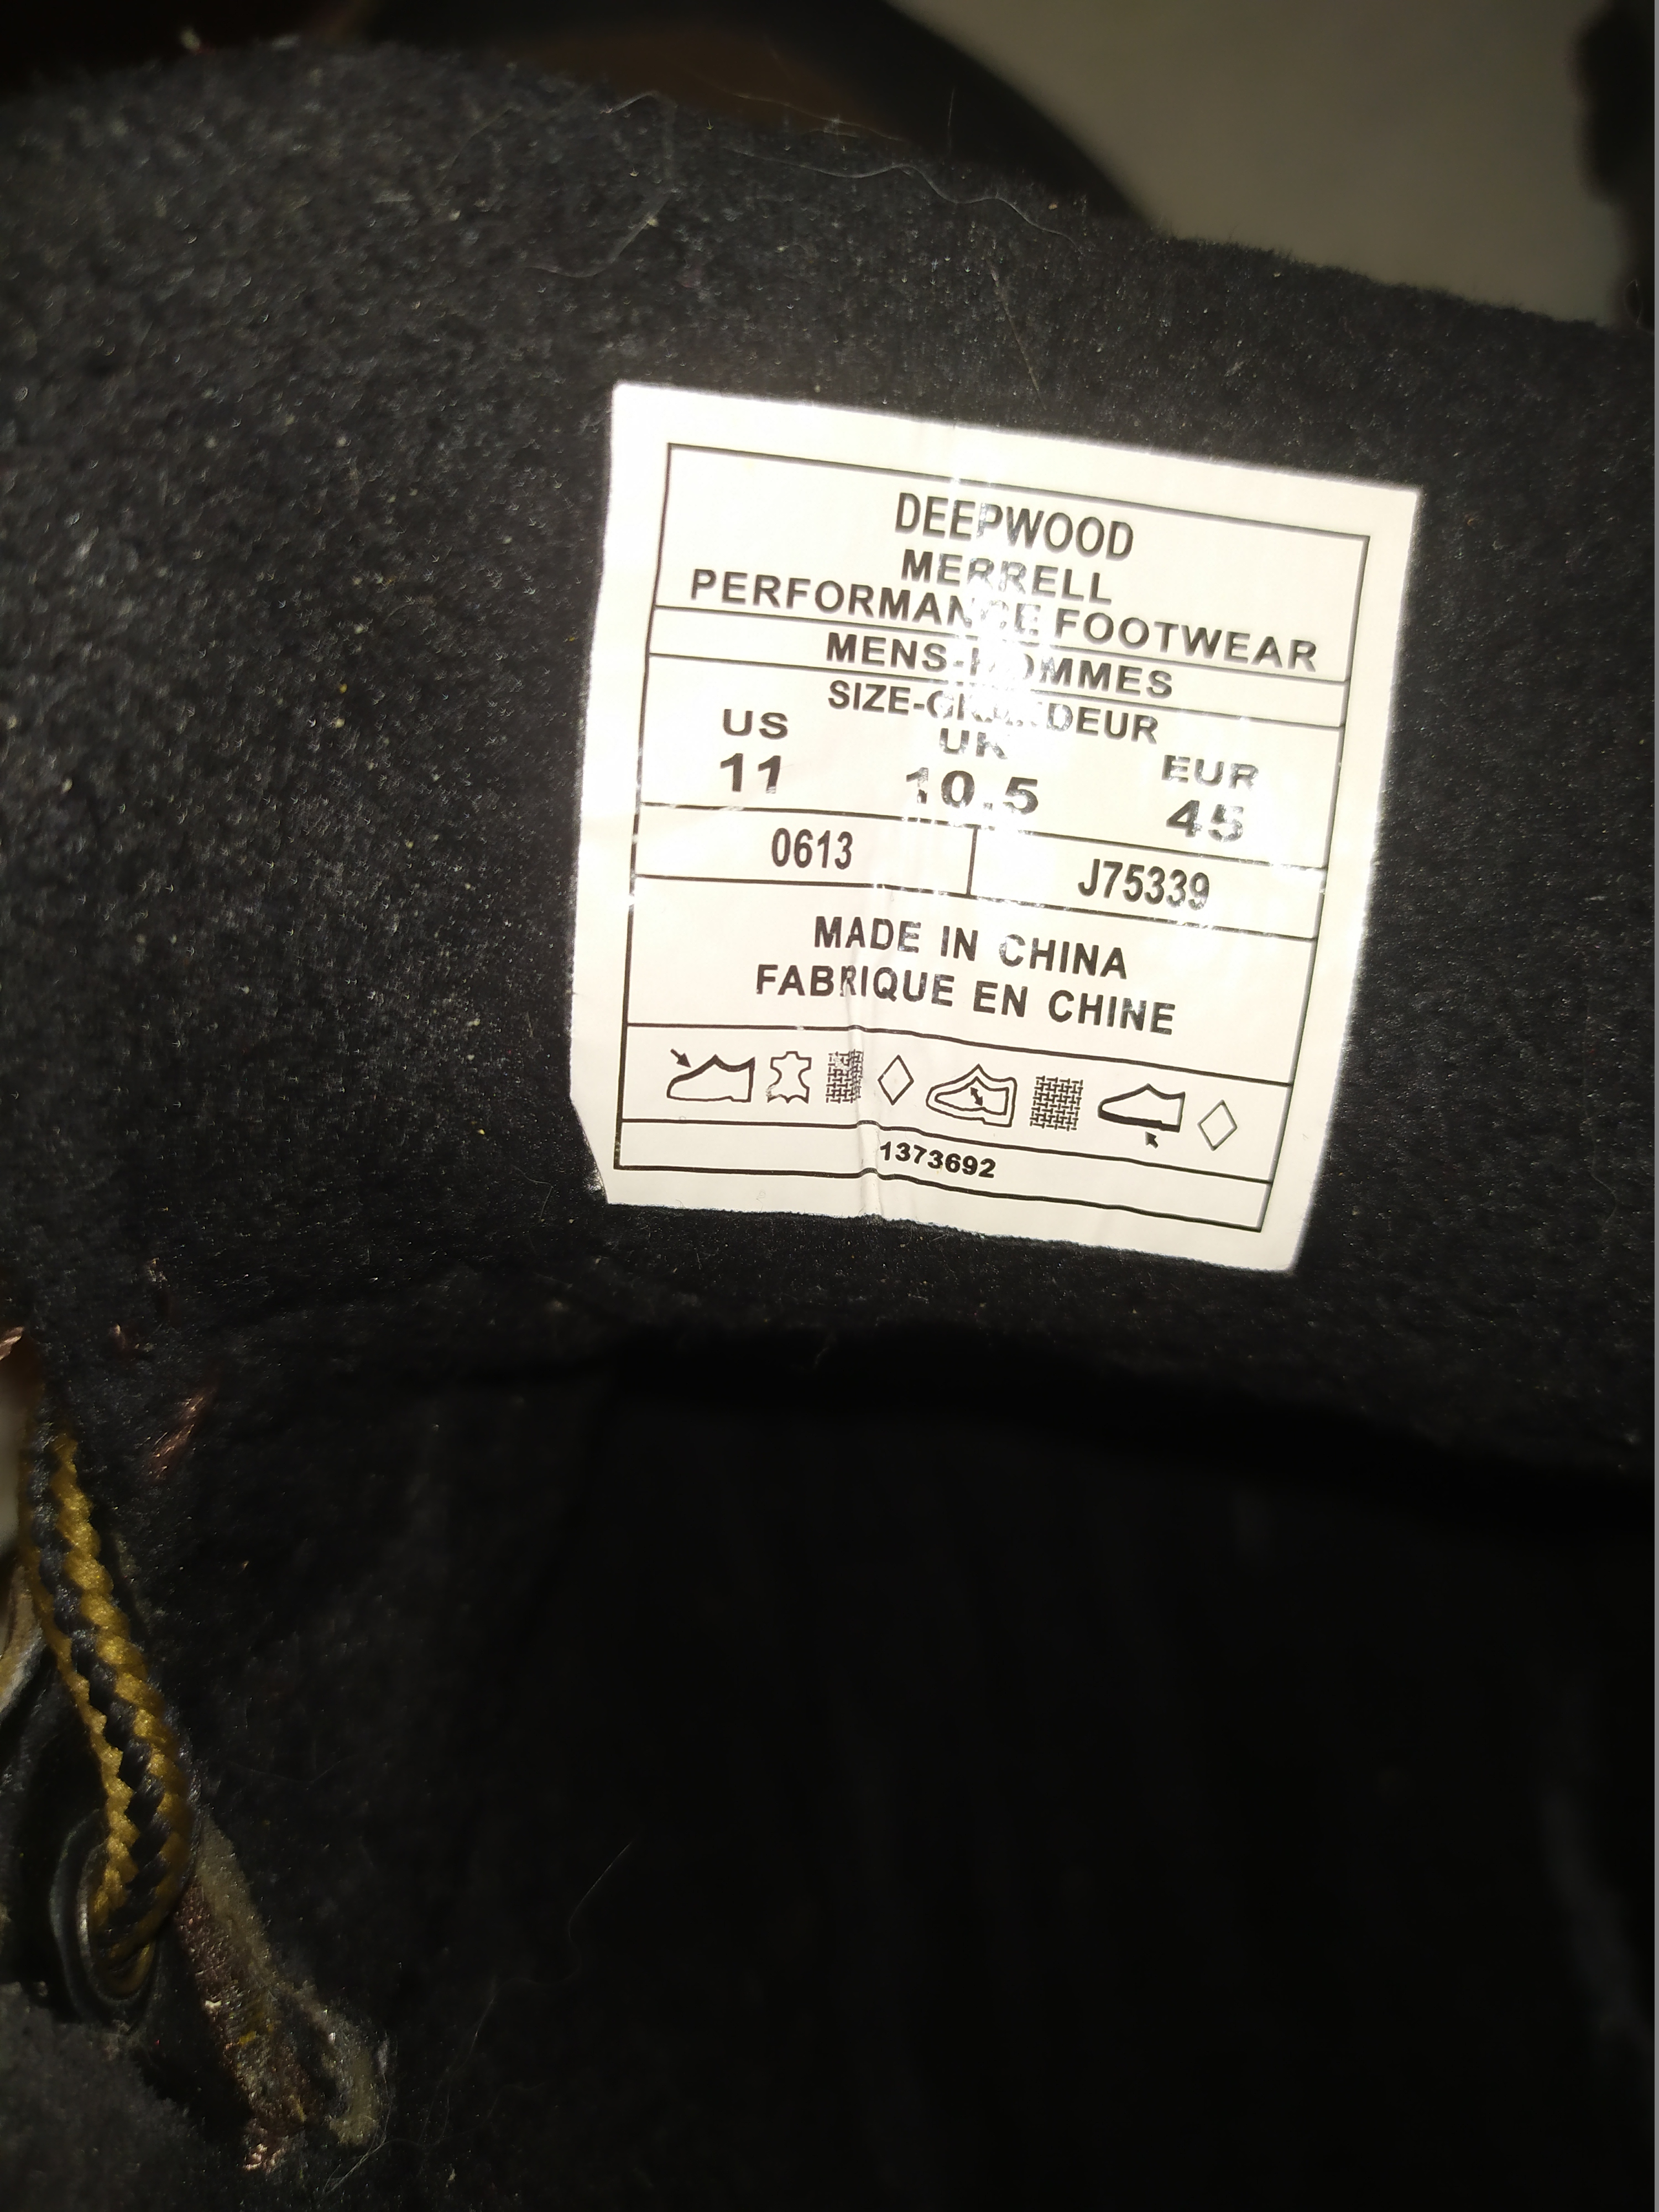 DEEPWOOD
MERRELL
PERFORMANCE FOOTWEAR
MENS-HOMMES
SIZE-GRANDEUR
US UK EUR
11 10.5 45
0613 J75339
MADE IN CHINA
FABRIQUE EN CHINE
1373692